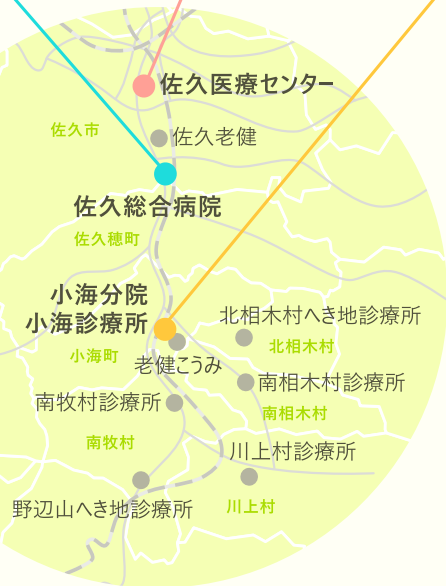 佐久医療センター
佐久市
佐久老健
佐久総合病院
佐久穂町
小海分院
小海診療所
北相木村へき地診療所
小海町
北相木村
老健こうみ
南相木村診療所
南牧村診療所
南相木村
南牧村
川上村診療所
野辺山へき地診療所
川上村